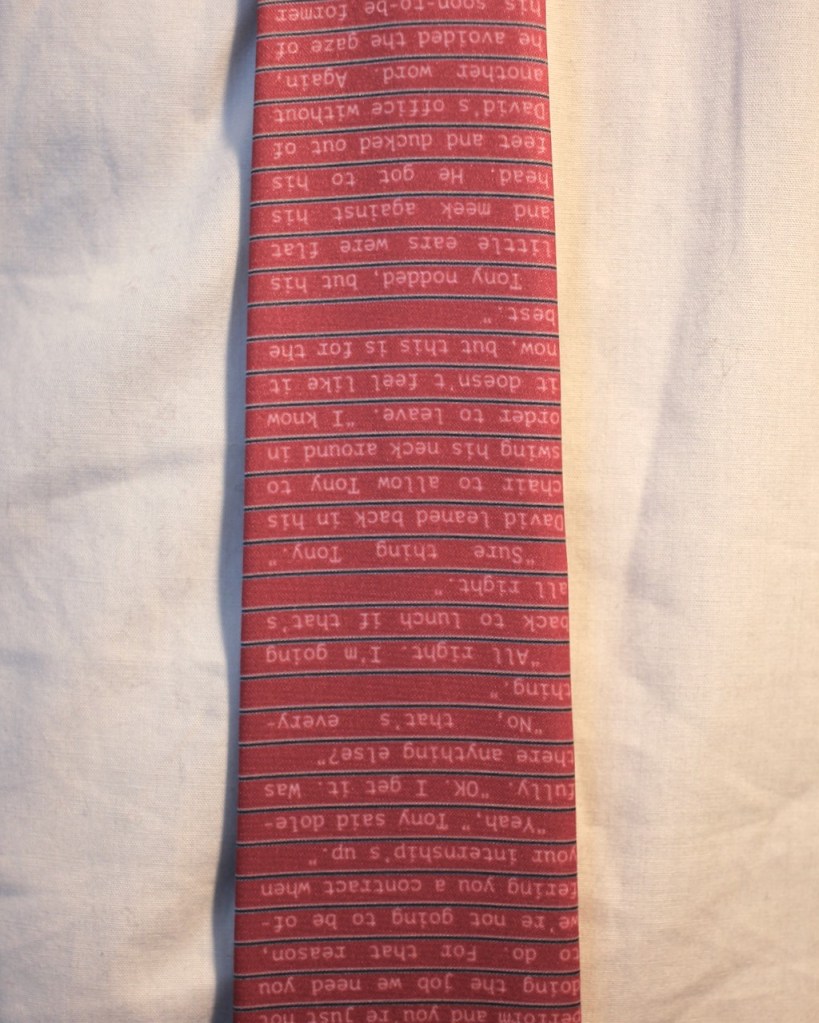 perform and you're just not
doing the job we need you
to do. For that reason,
we're not going to be of-
fering you a contract when
your internship's up."
"Yeah," Tony said dole-
fully. "OK. I get it. Was
there anything else?"
"No, that's every-
thing."
"All right. I'm going
back to lunch if that's
all right."
"Sure thing Tony."
David leaned back in his
chair to allow Tony to
swing his neck around in
order to leave. "I know
it doesn't feel like it
now, but this is for the
best."
Tony nodded, but his
little ears were flat
and meek against his
head. He got to his
feet and ducked out of
David's office without
another word. Again,
he avoided the gaze of
his soon-to-be former